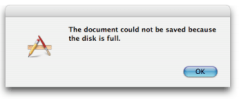 The document could not be saved because
the disk is full.
OK